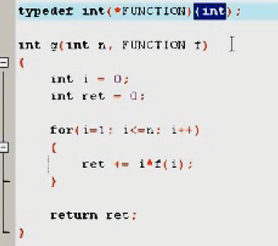 typedef int(*FUNCTION)(int);
int g(int n, FUNCTION f)
{
int i = 0;
int ret = 0;
for(i=1; i<=n; i++)
{
ret += i*f(i);
}
return ret;
}